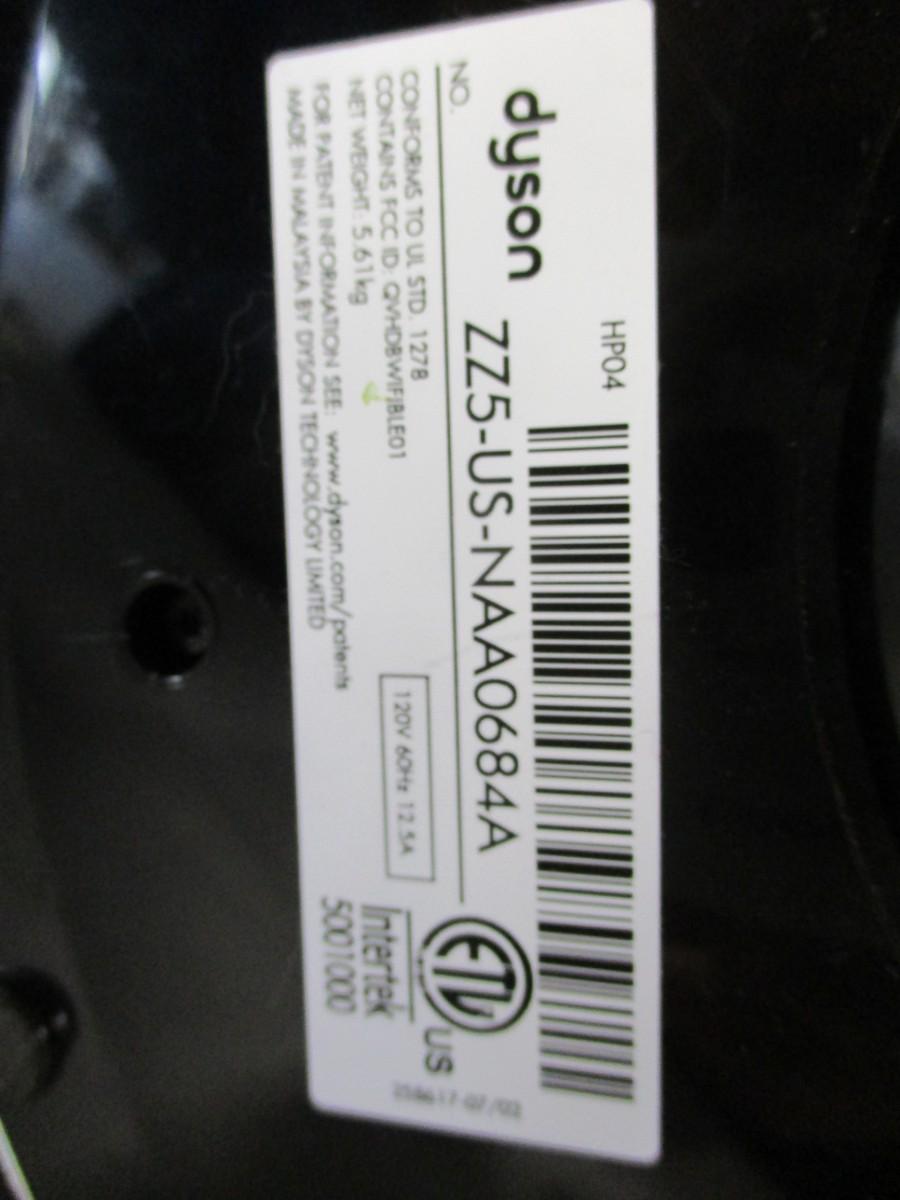 dyson
HP04
NO. ZZ5-US-NAA0684A
CONFORMS TO UL STD. 1278
CONTAINS FCC ID: QVHDBWIFIBLE01
NET WEIGHT: 5.61kg
FOR PATENT INFORMATION SEE: www.dyson.com/patents
MADE IN MALAYSIA BY DYSON TECHNOLOGY LIMITED
120V 60Hz 12.5A
ETL
US
Intertek
5001000